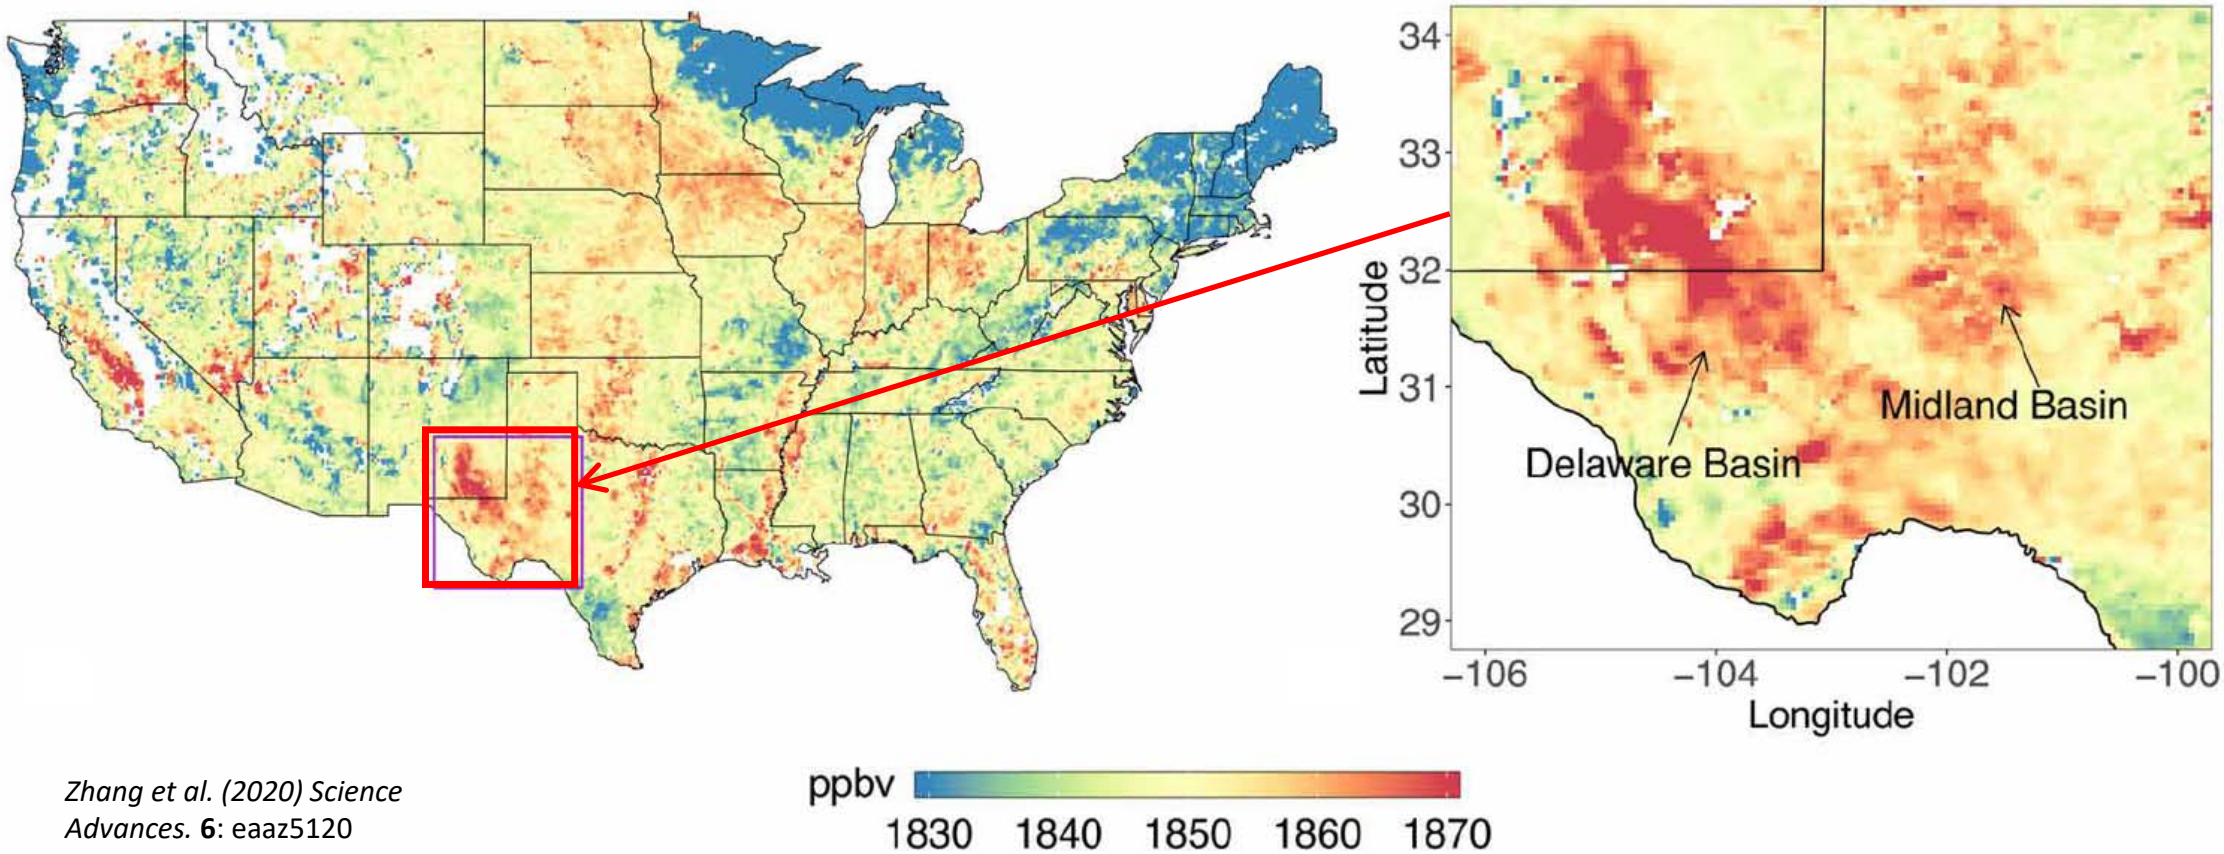 34
33
32
31
30
29
Latitude
Midland Basin
Delaware Basin
−106
−104
−102
−100
Longitude
ppbv
1830
1840
1850
1860
1870
Zhang et al. (2020) Science
Advances. 6: eaaz5120